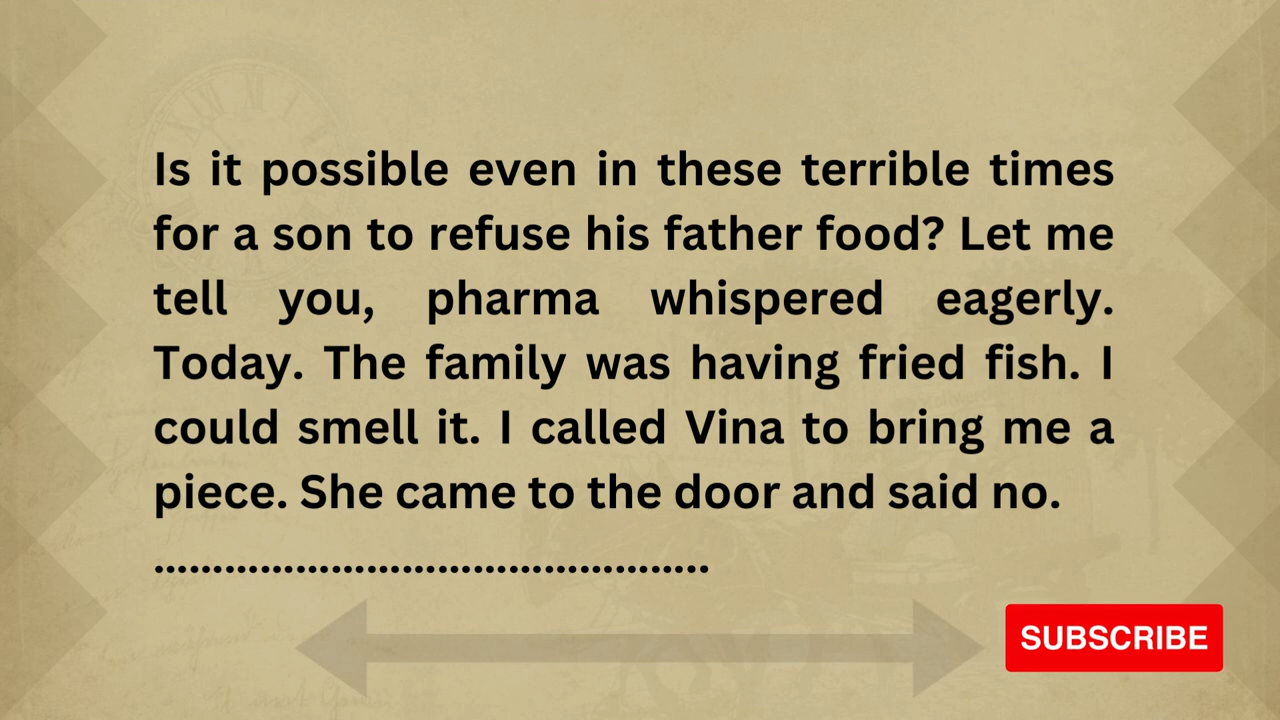 Is it possible even in these terrible times
for a son to refuse his father food? Let me
tell you, pharma whispered eagerly.
Today. The family was having fried fish. I
could smell it. I called Vina to bring me a
piece. She came to the door and said no.
...............................................
SUBSCRIBE